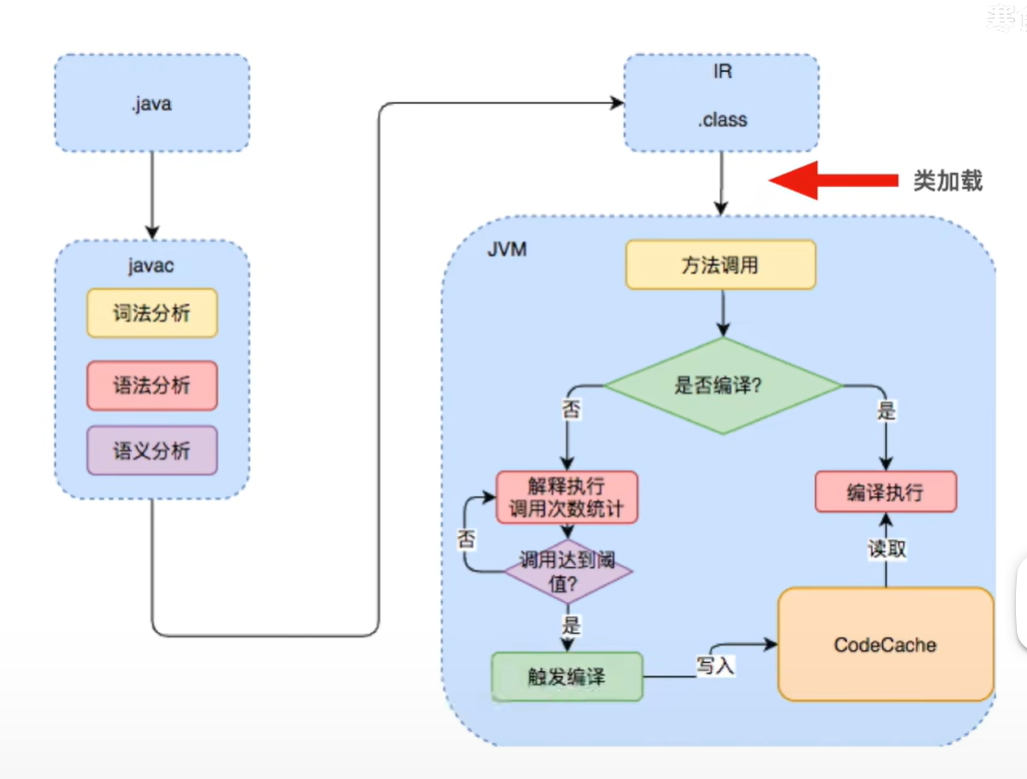 .java
javac
词法分析
语法分析
语义分析
IR
.class
类加载
JVM
方法调用
是否编译?
否
是
解释执行
调用次数统计
编译执行
否
读取
调用达到阈
值?
是
CodeCache
写入
触发编译